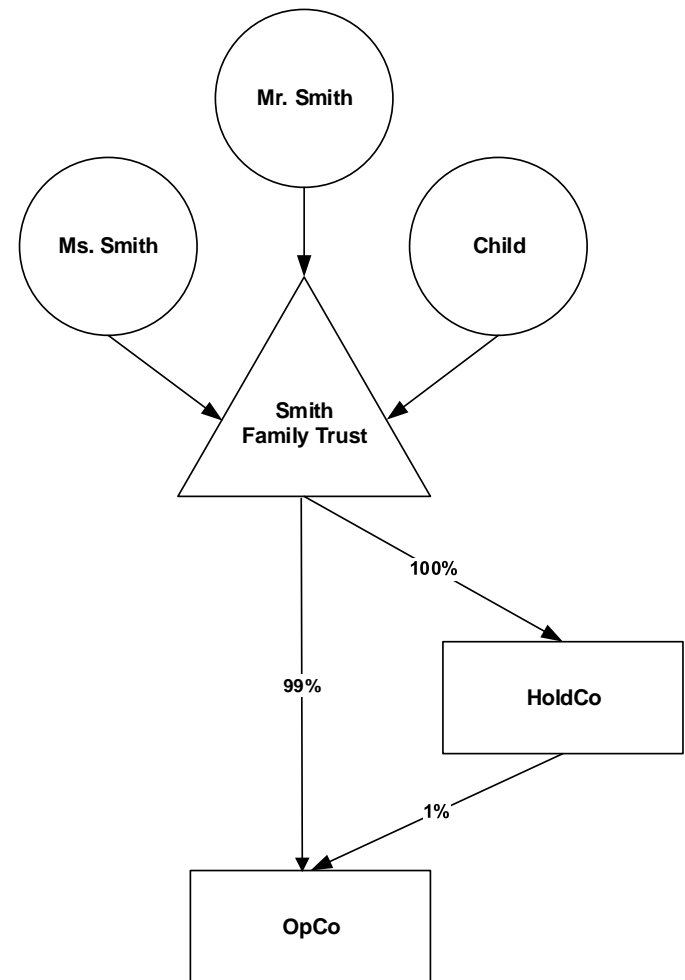 Mr. Smith
Ms. Smith
Child
Smith
Family Trust
100%
99%
HoldCo
1%
OpCo